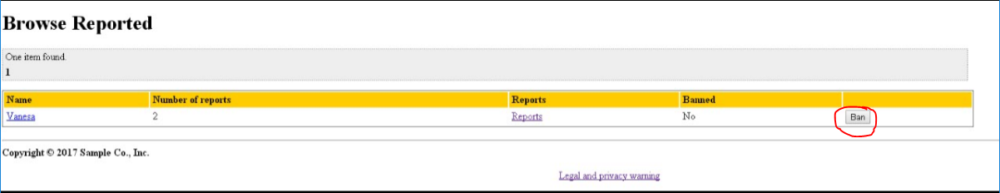 Browse Reported
One item found.
1
Name Number of reports Reports Banned
Vanesa 2 Reports No Ban
Copyright © 2017 Sample Co., Inc.
Legal and privacy warning